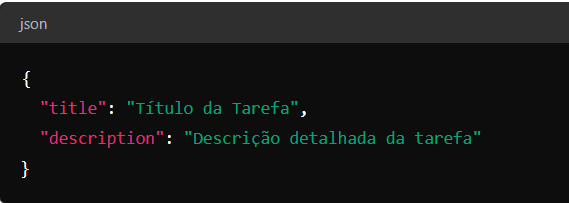 json
{
"title": "Título da Tarefa",
"description": "Descrição detalhada da tarefa"
}